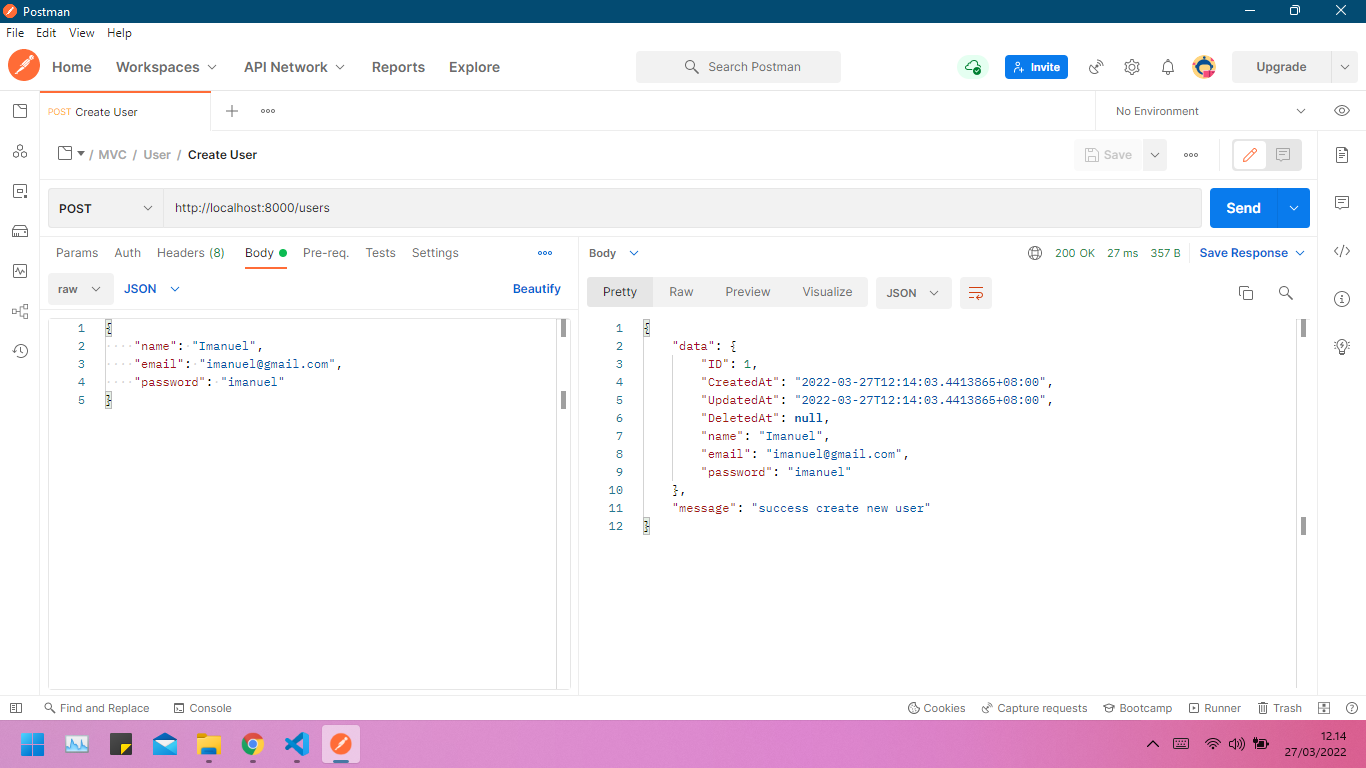 Postman
File Edit View Help
Home Workspaces API Network Reports Explore Search Postman Invite Upgrade
POST Create User No Environment
/ MVC / User / Create User Save
POST http://localhost:8000/users Send
Params Auth Headers (8) Body Pre-req. Tests Settings
raw JSON Beautify
1 {
2 "name": "Imanuel",
3 "email": "imanuel@gmail.com",
4 "password": "imanuel"
5 }
Body 200 OK 27 ms 357 B Save Response
Pretty Raw Preview Visualize JSON
1 {
2 "data": {
3 "ID": 1,
4 "CreatedAt": "2022-03-27T12:14:03.4413865+08:00",
5 "UpdatedAt": "2022-03-27T12:14:03.4413865+08:00",
6 "DeletedAt": null,
7 "name": "Imanuel",
8 "email": "imanuel@gmail.com",
9 "password": "imanuel"
10 },
11 "message": "success create new user"
12 }
Find and Replace Console Cookies Capture requests Bootcamp Runner Trash
12.14
27/03/2022